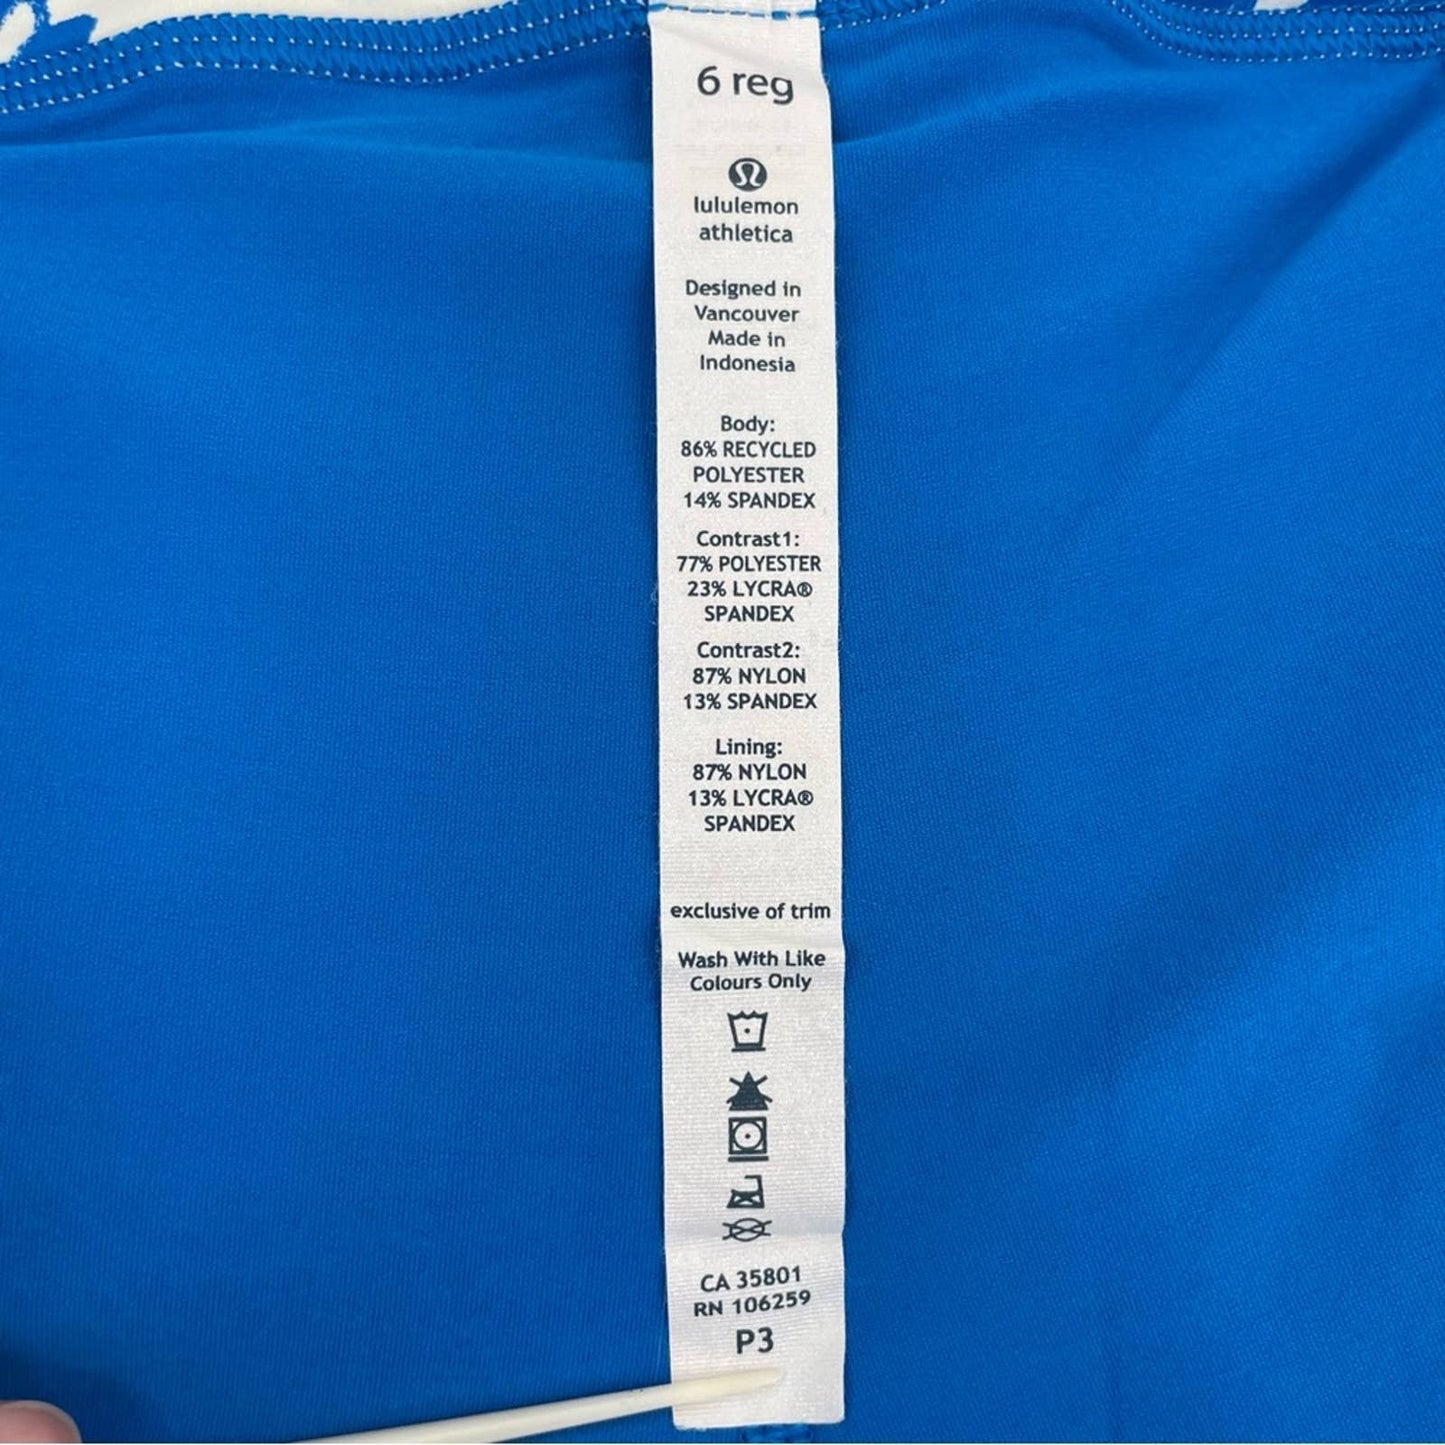 6 reg
lululemon
athletica
Designed in
Vancouver
Made in
Indonesia
Body:
86% RECYCLED
POLYESTER
14% SPANDEX
Contrast1:
77% POLYESTER
23% LYCRA®
SPANDEX
Contrast2:
87% NYLON
13% SPANDEX
Lining:
87% NYLON
13% LYCRA®
SPANDEX
exclusive of trim
Wash With Like
Colours Only
CA 35801
RN 106259
P3